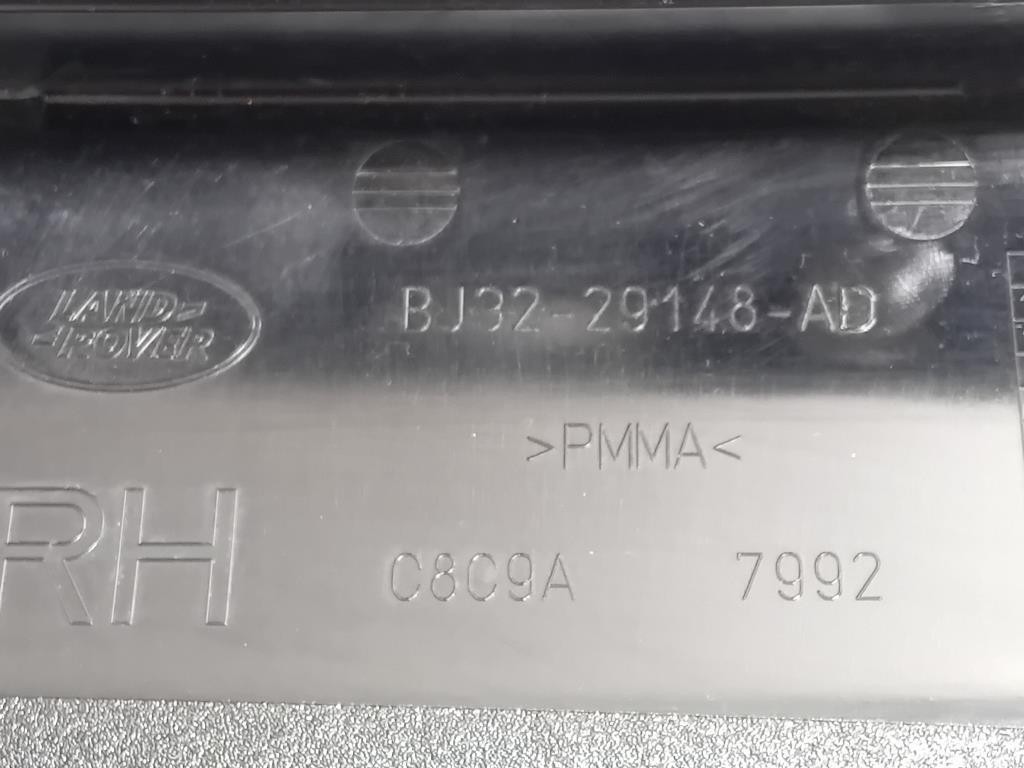 LAND-
-ROVER
BJ32-29148-AD
>PMMA<
RH
C8C9A 7992